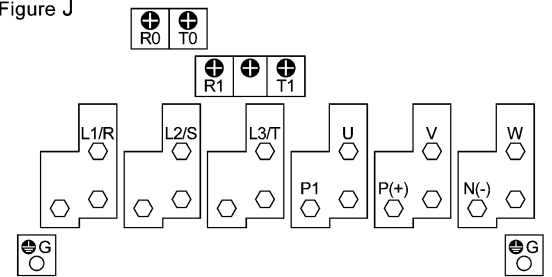 Figure J
R0 T0
R1 T1
L1/R L2/S L3/T U V W
P1 P(+) N(-)
G G